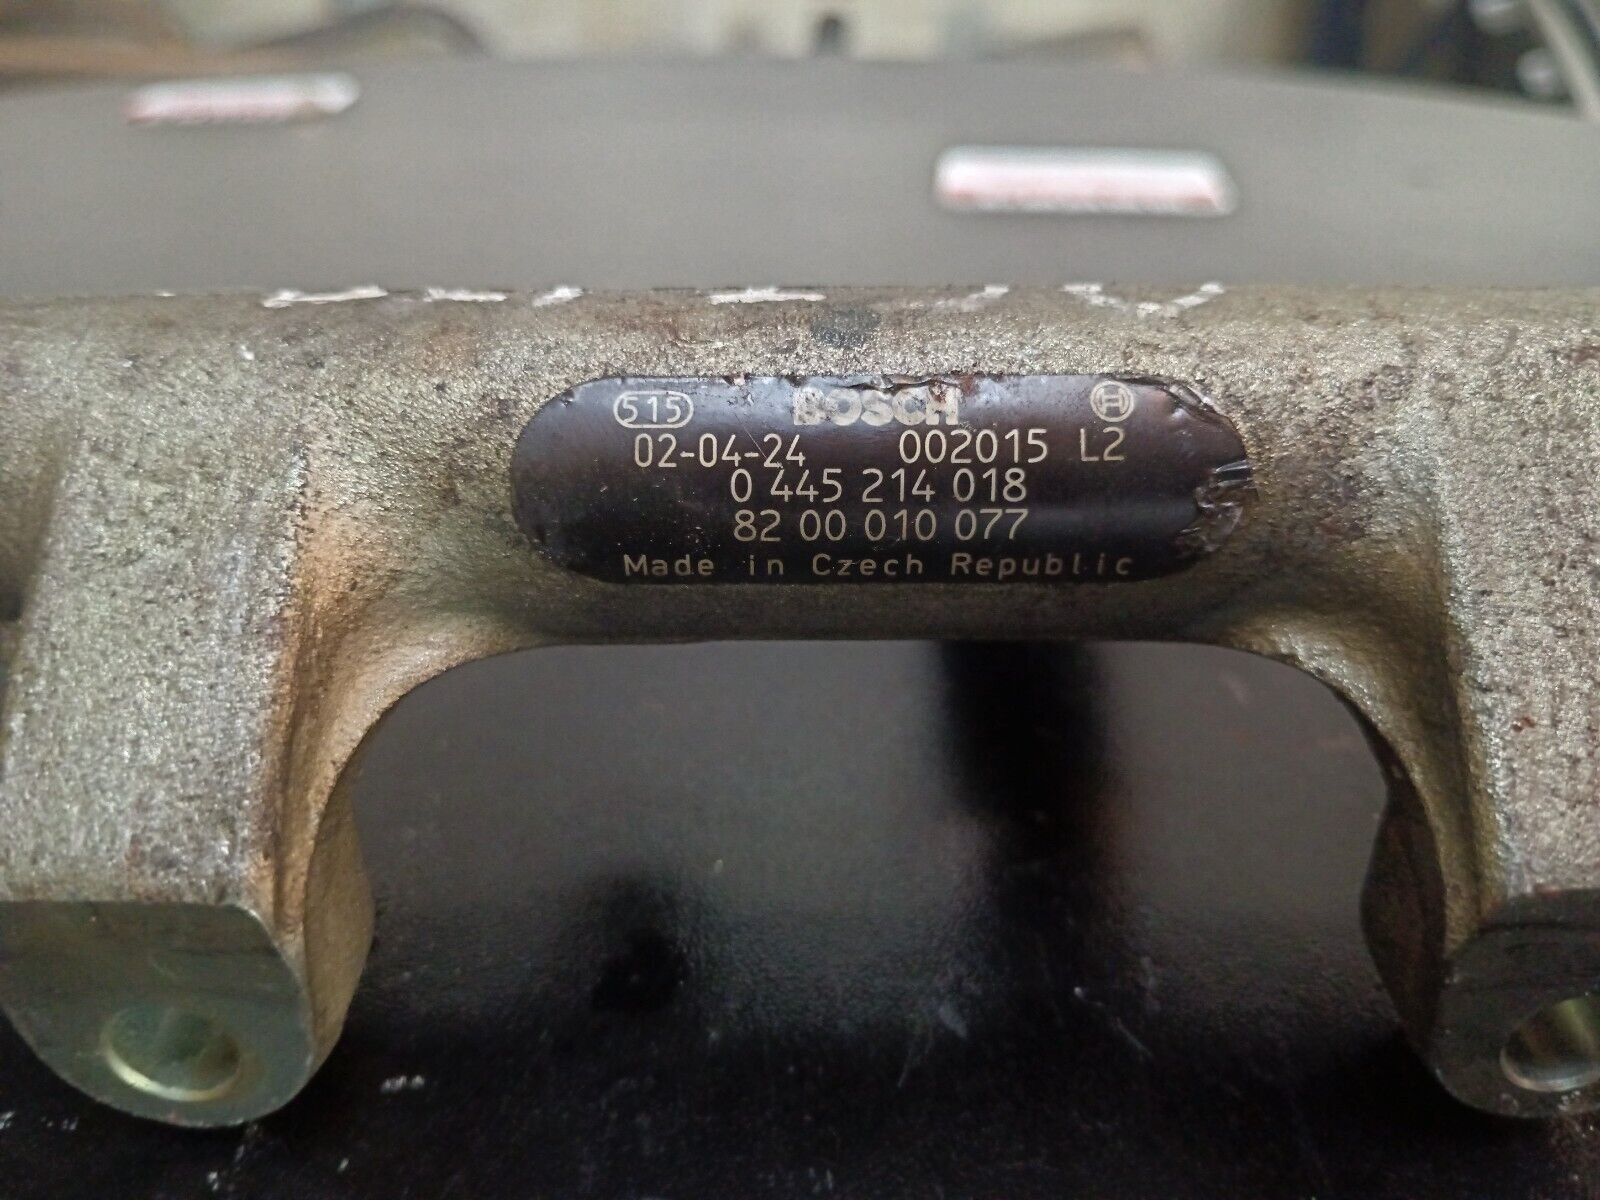 515 BOSCH H
02-04-24 002015 L2
0 445 214 018
82 00 010 077
Made in Czech Republic